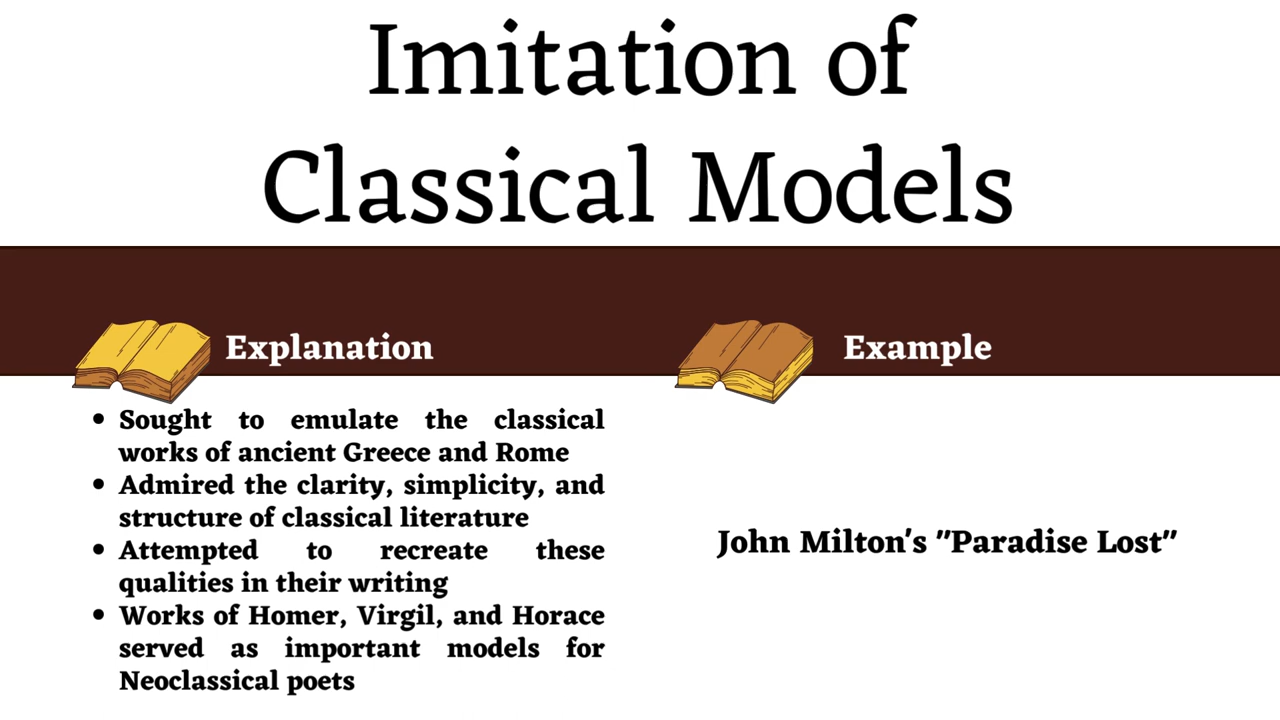 Imitation of
Classical Models
Explanation
Sought to emulate the classical
works of ancient Greece and Rome
Admired the clarity, simplicity, and
structure of classical literature
Attempted to recreate these
qualities in their writing
Works of Homer, Virgil, and Horace
served as important models for
Neoclassical poets
Example
John Milton's "Paradise Lost"